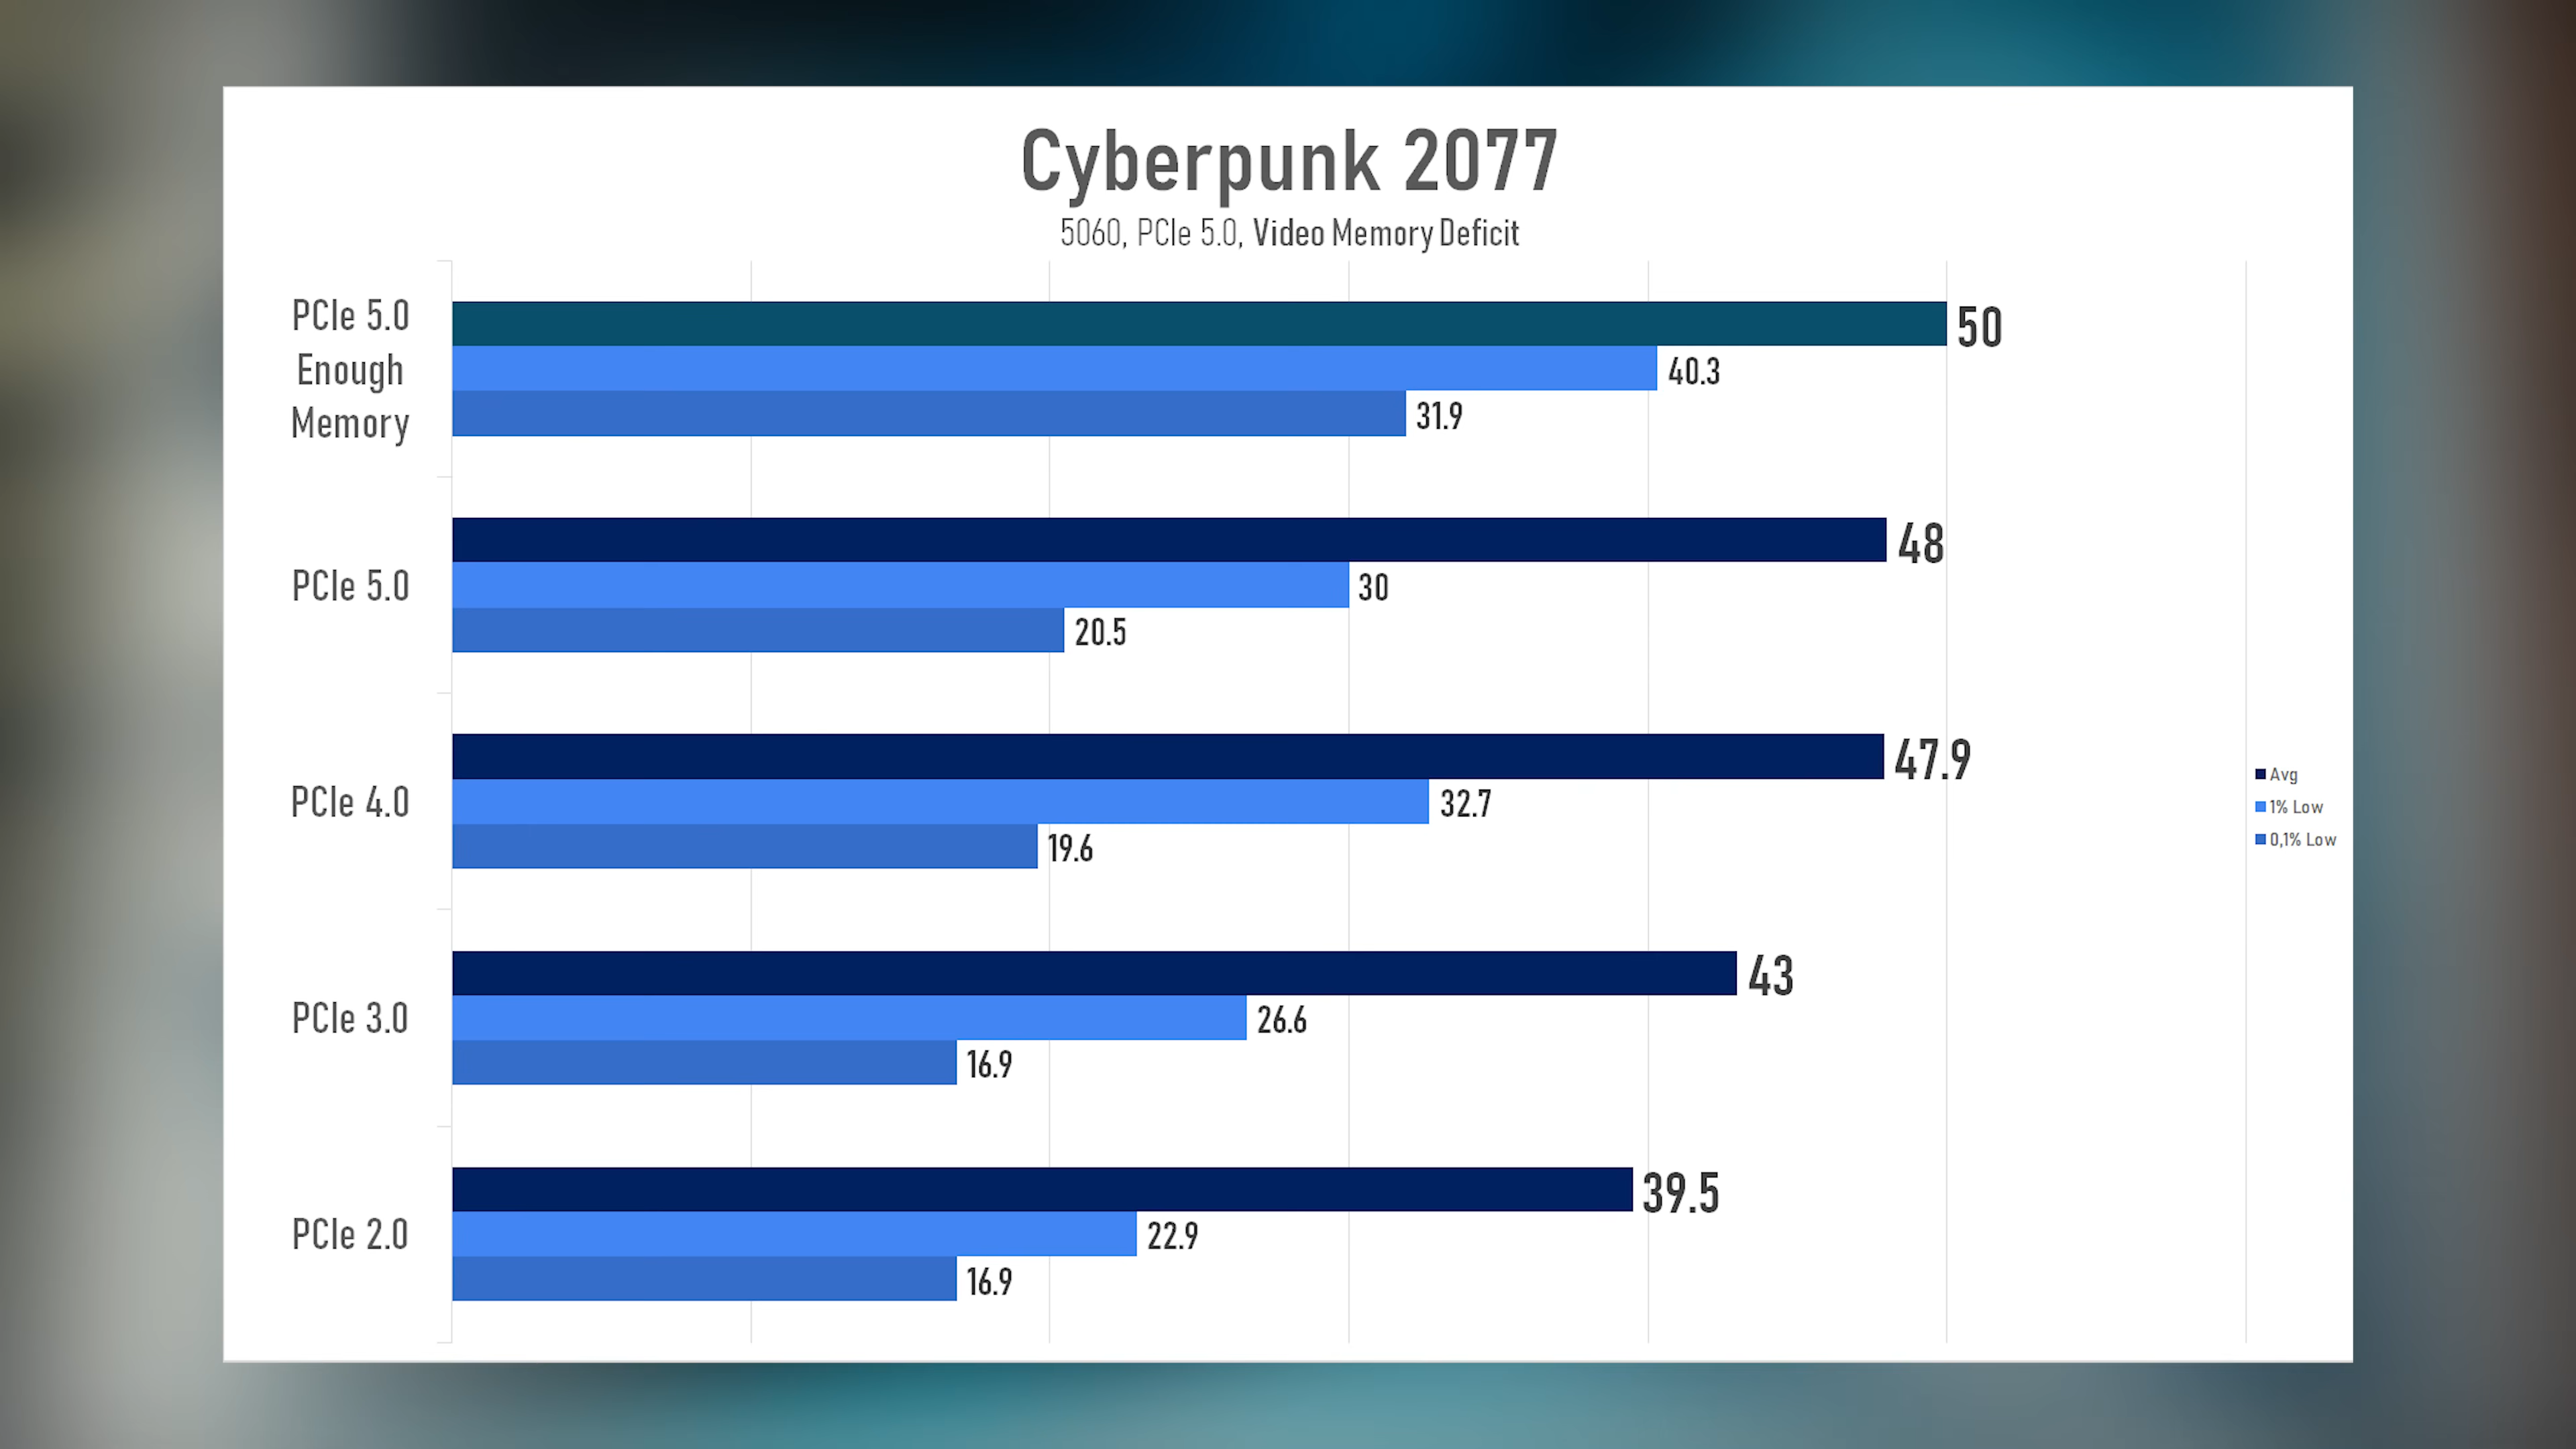 Cyberpunk 2077
5060, PCIe 5.0, Video Memory Deficit
PCIe 5.0
Enough
Memory
50
40.3
31.9
PCIe 5.0
48
30
20.5
PCIe 4.0
47.9
32.7
19.6
PCIe 3.0
43
26.6
16.9
PCIe 2.0
39.5
22.9
16.9
Avg
1% Low
0,1% Low